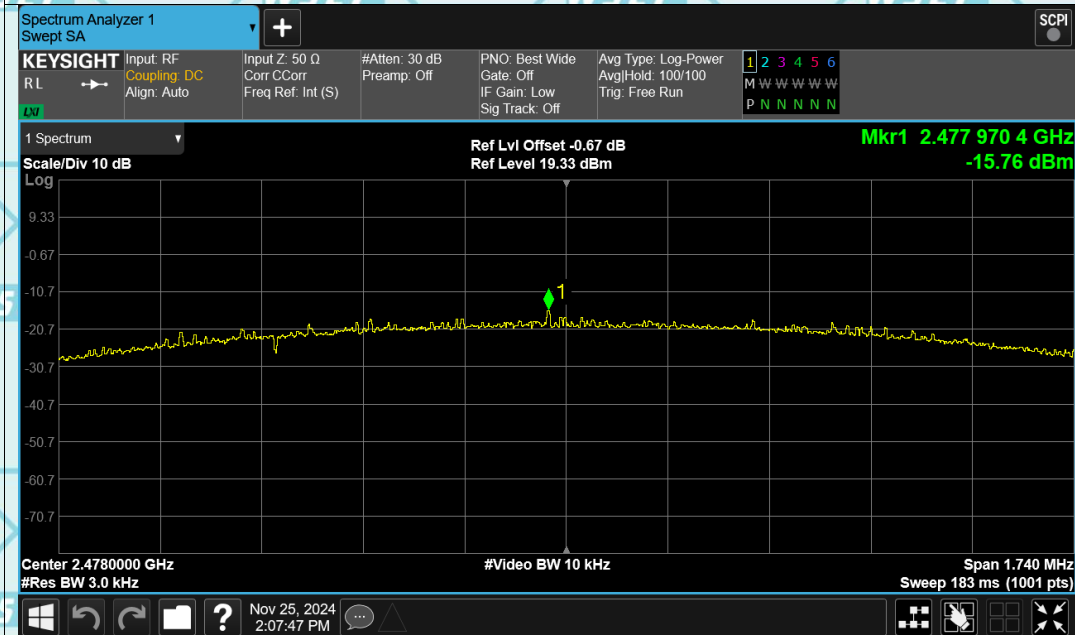 Spectrum Analyzer 1
Swept SA
+
SCPI
KEYSIGHT
R L
LXI
Input: RF
Coupling: DC
Align: Auto
Input Z: 50 Ω
Corr CCorr
Freq Ref: Int (S)
#Atten: 30 dB
Preamp: Off
PNO: Best Wide
Gate: Off
IF Gain: Low
Sig Track: Off
Avg Type: Log-Power
Avg|Hold: 100/100
Trig: Free Run
1 2 3 4 5 6
M W W W W W
P N N N N N
1 Spectrum
Scale/Div 10 dB
Log
Ref Lvl Offset -0.67 dB
Ref Level 19.33 dBm
Mkr1 2.477 970 4 GHz
-15.76 dBm
9.33
-0.67
-10.7
-20.7
-30.7
-40.7
-50.7
-60.7
-70.7
1
Center 2.4780000 GHz
#Res BW 3.0 kHz
#Video BW 10 kHz
Span 1.740 MHz
Sweep 183 ms (1001 pts)
?
Nov 25, 2024
2:07:47 PM